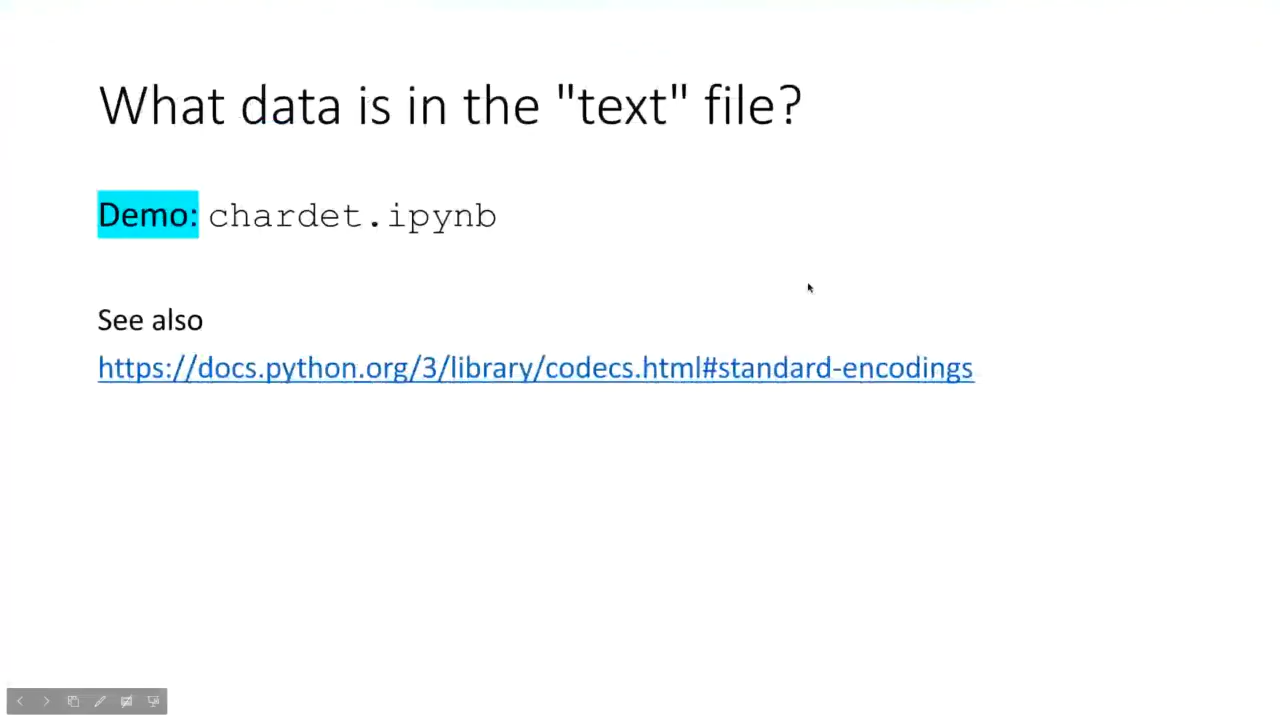 What data is in the "text" file?
Demo: chardet.ipynb
See also
https://docs.python.org/3/library/codecs.html#standard-encodings